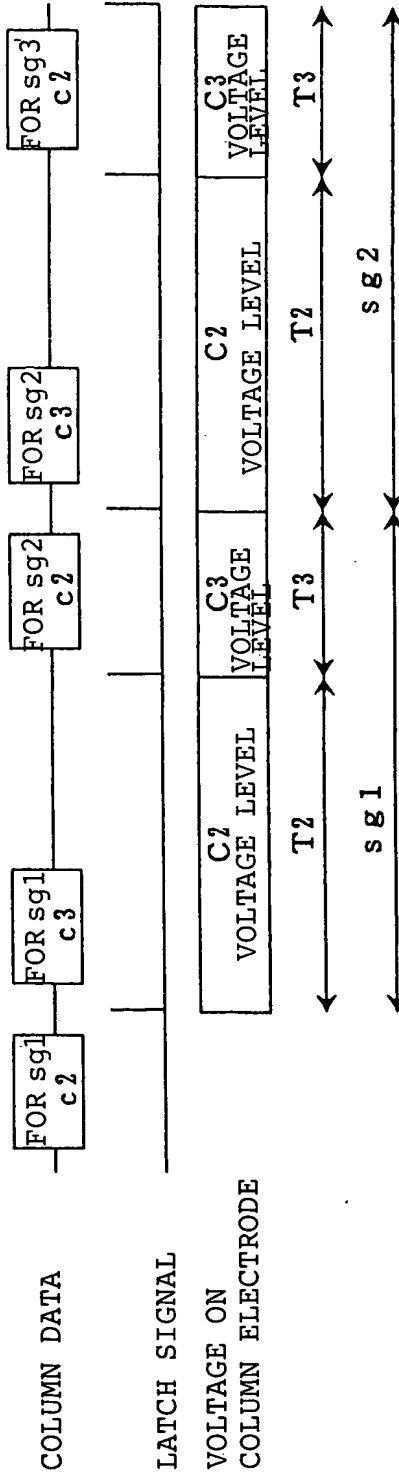 COLUMN DATA
FOR sg1
c2
FOR sg1
c3
FOR sg2
c2
FOR sg2
c3
FOR sg3'
c2
LATCH SIGNAL
VOLTAGE ON
COLUMN ELECTRODE
C2
VOLTAGE LEVEL
C3
VOLTAGE
LEVEL
C2
VOLTAGE LEVEL
C3
VOLTAGE
LEVEL
T2
T3
T2
T3
sg1
sg2